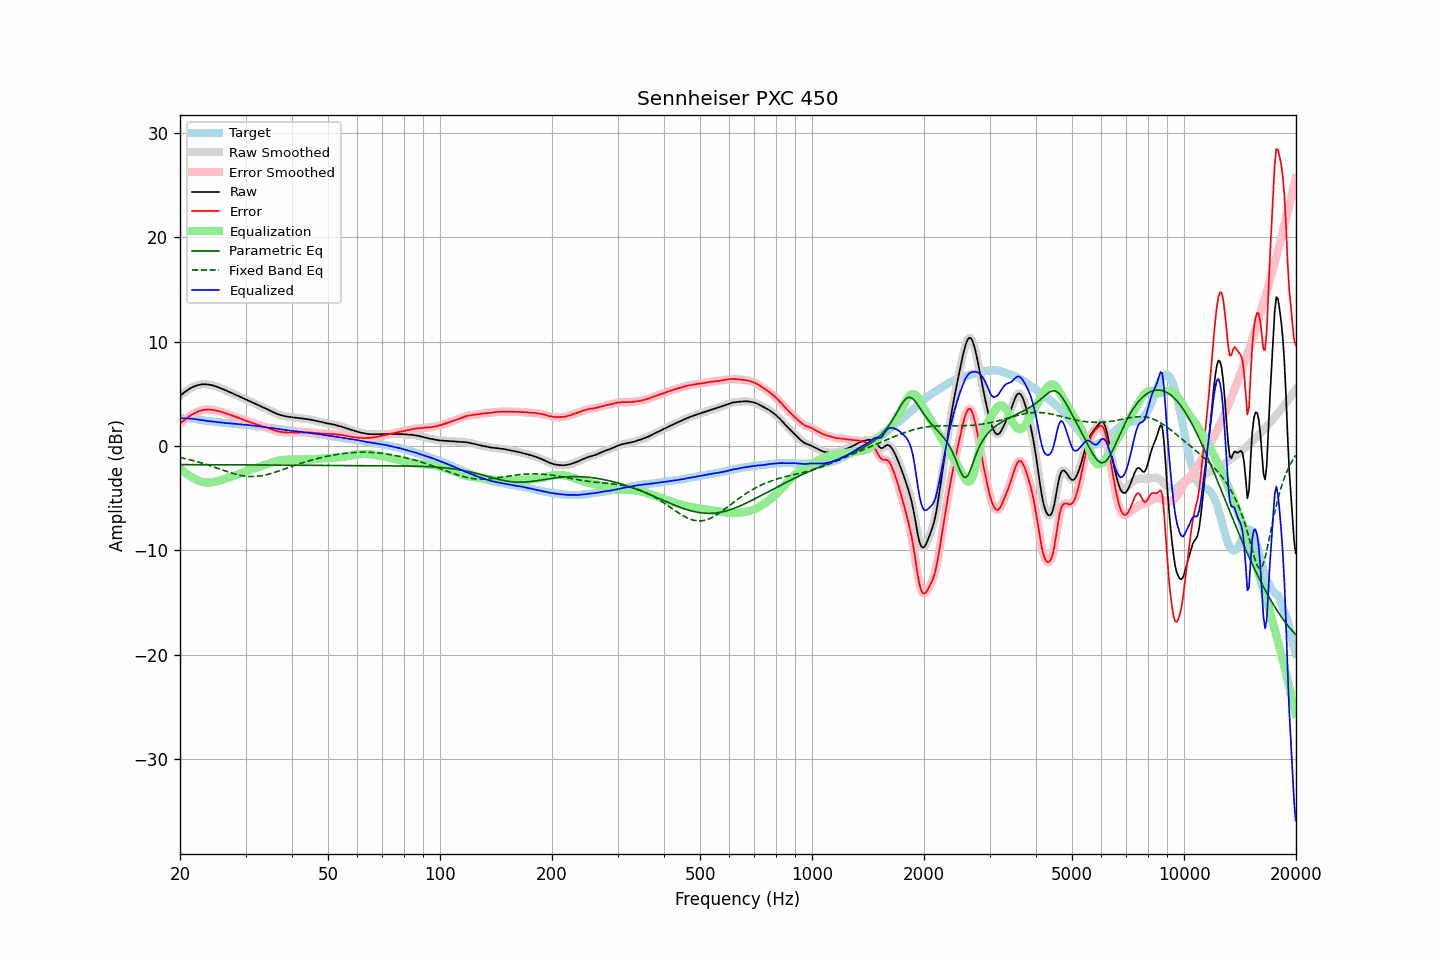 Sennheiser PXC 450
Target
Raw Smoothed
Error Smoothed
Raw
Error
Equalization
Parametric Eq
Fixed Band Eq
Equalized
30
20
10
0
−10
−20
−30
Amplitude (dBr)
20
50
100
200
500
1000
2000
5000
10000
20000
Frequency (Hz)